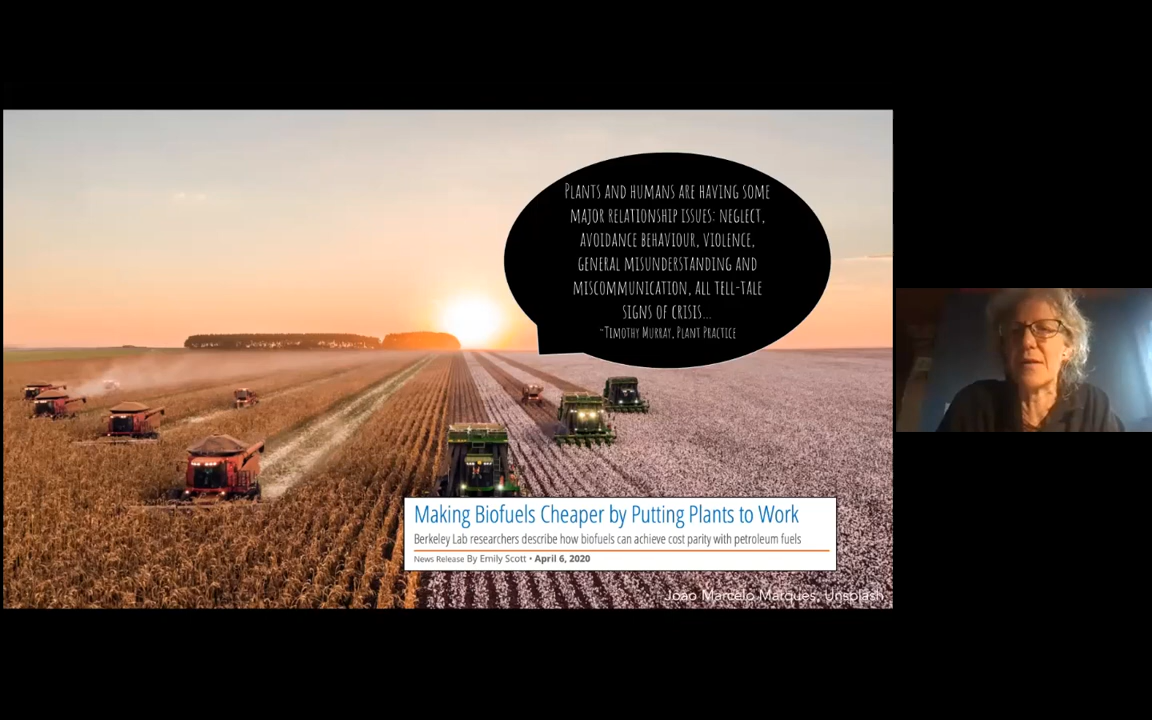 PLANTS AND HUMANS ARE HAVING SOME
MAJOR RELATIONSHIP ISSUES: NEGLECT,
AVOIDANCE BEHAVIOUR, VIOLENCE,
GENERAL MISUNDERSTANDING AND
MISCOMMUNICATION, ALL TELL-TALE
SIGNS OF CRISIS...
~TIMOTHY MURRAY, PLANT PRACTICE
Making Biofuels Cheaper by Putting Plants to Work
Berkeley Lab researchers describe how biofuels can achieve cost parity with petroleum fuels
News Release By Emily Scott • April 6, 2020
João Marcelo Marques, Unsplash